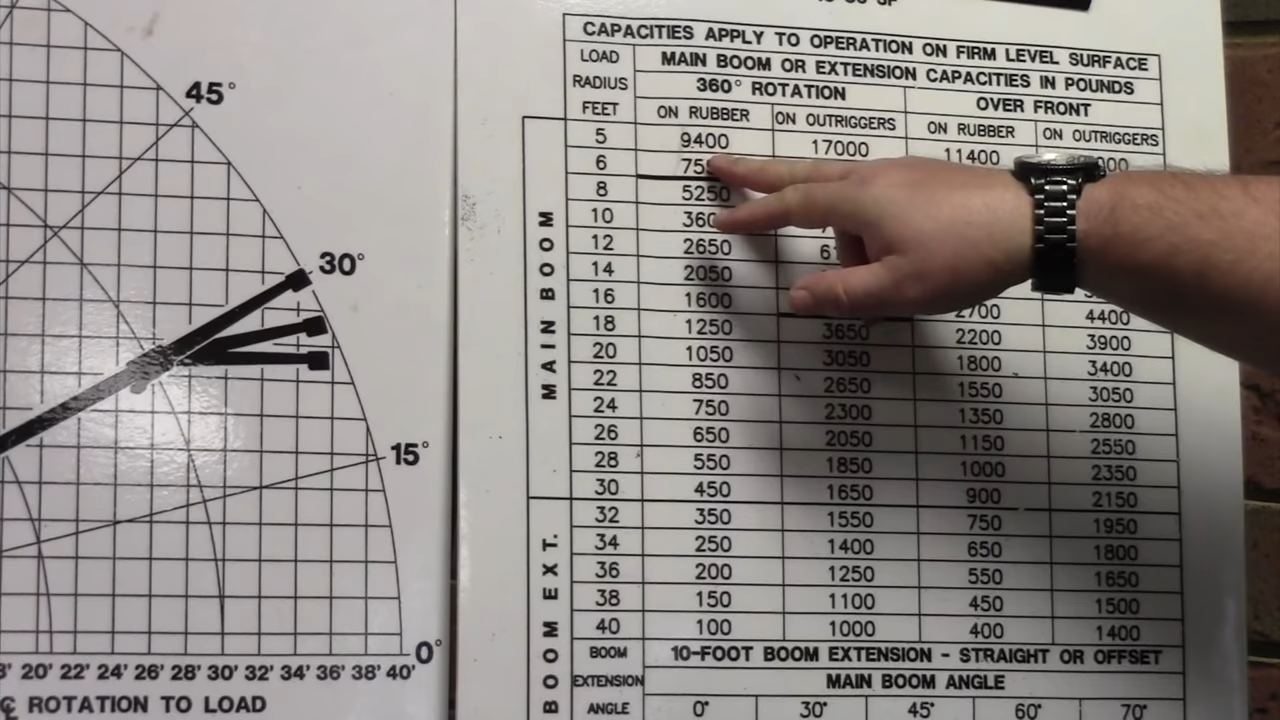 45°
30°
15°
0°
20' 22' 24' 26' 28' 30' 32' 34' 36' 38' 40'
℄ ROTATION TO LOAD
CAPACITIES APPLY TO OPERATION ON FIRM LEVEL SURFACE
LOAD RADIUS FEET
MAIN BOOM OR EXTENSION CAPACITIES IN POUNDS
360° ROTATION OVER FRONT
ON RUBBER ON OUTRIGGERS ON RUBBER ON OUTRIGGERS
MAIN BOOM
5 9400 17000 11400
6
8 5250
10
12 2650
14 2050
16 1600 2700 4400
18 1250 3650 2200 3900
20 1050 3050 1800 3400
22 850 2650 1550 3050
24 750 2300 1350 2800
26 650 2050 1150 2550
28 550 1850 1000 2350
30 450 1650 900 2150
BOOM EXT.
32 350 1550 750 1950
34 250 1400 650 1800
36 200 1250 550 1650
38 150 1100 450 1500
40 100 1000 400 1400
BOOM EXTENSION ANGLE
10-FOOT BOOM EXTENSION - STRAIGHT OR OFFSET
MAIN BOOM ANGLE
0° 30° 45° 60° 70°